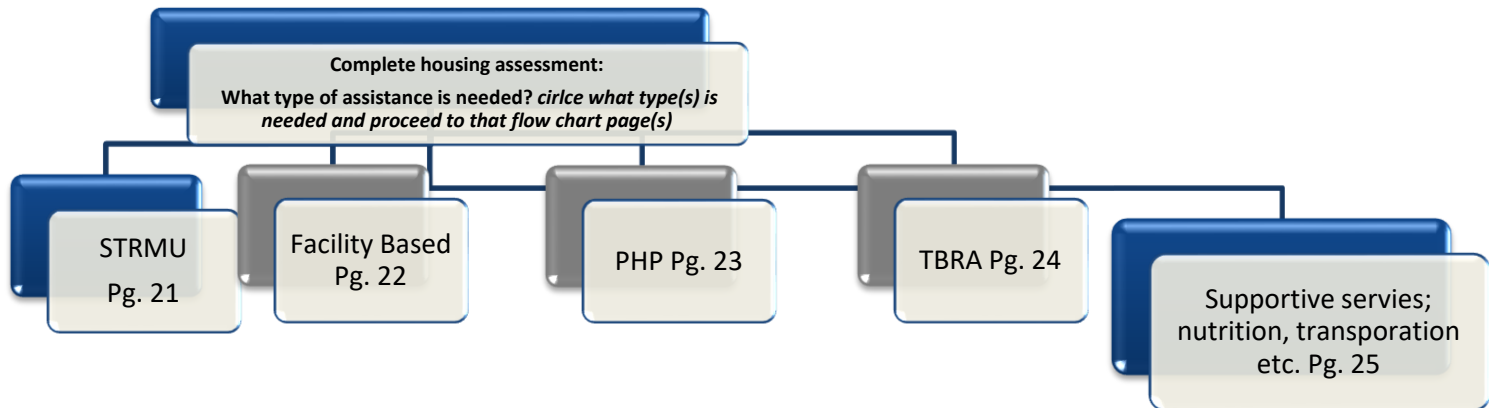 Complete housing assessment:
What type of assistance is needed? cirlce what type(s) is
needed and proceed to that flow chart page(s)
STRMU
Pg. 21
Facility Based
Pg. 22
PHP Pg. 23
TBRA Pg. 24
Supportive servies;
nutrition, transporation
etc. Pg. 25